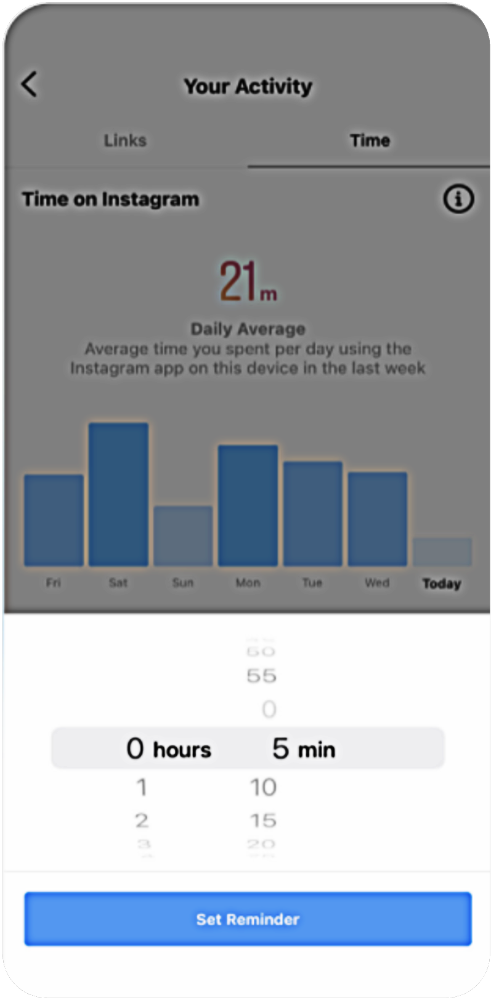 Your Activity
Links Time
Time on Instagram
21m
Daily Average
Average time you spent per day using the
Instagram app on this device in the last week
Fri Sat Sun Mon Tue Wed Today
50
55
0
0 hours 5 min
1 10
2 15
3 20
Set Reminder